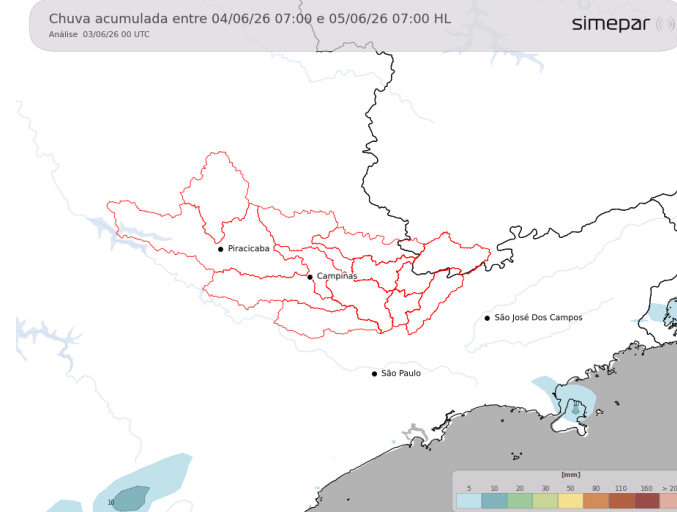 Chuva acumulada entre 04/06/26 07:00 e 05/06/26 07:00 HL
simepar
Análise 03/06/26 00 UTC
Piracicaba
Campinas
São José Dos Campos
São Paulo
10
10
[mm]
5 10 20 30 50 80 110 160 > 20